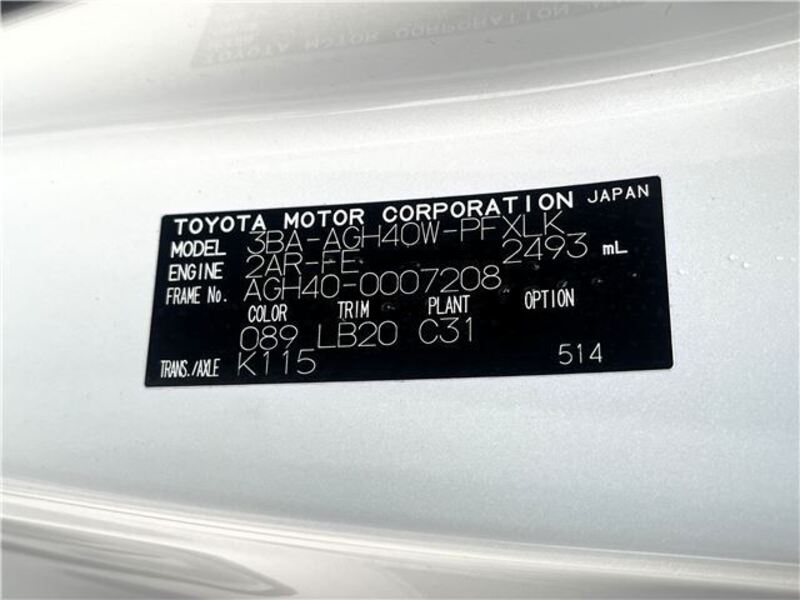 TOYOTA MOTOR CORPORATION JAPAN
MODEL 3BA-AGH40W-PFXLK
ENGINE 2AR-FE 2493 mL
FRAME No. AGH40-0007208
COLOR TRIM PLANT OPTION
089 LB20 C31
TRANS./AXLE K115 514